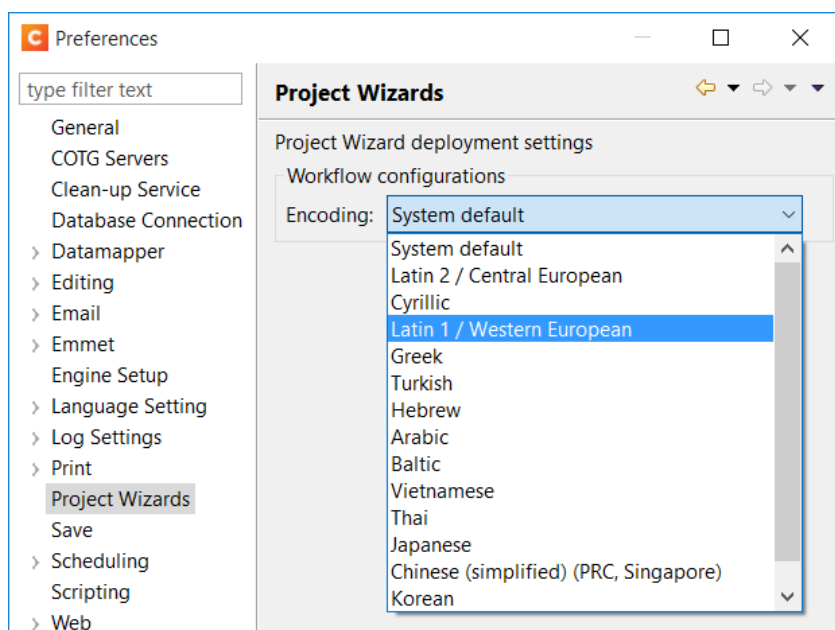 C Preferences
type filter text
General
COTG Servers
Clean-up Service
Database Connection
Datamapper
Editing
Email
Emmet
Engine Setup
Language Setting
Log Settings
Print
Project Wizards
Save
Scheduling
Scripting
Web
Project Wizards
Project Wizard deployment settings
Workflow configurations
Encoding: System default
System default
Latin 2 / Central European
Cyrillic
Latin 1 / Western European
Greek
Turkish
Hebrew
Arabic
Baltic
Vietnamese
Thai
Japanese
Chinese (simplified) (PRC, Singapore)
Korean